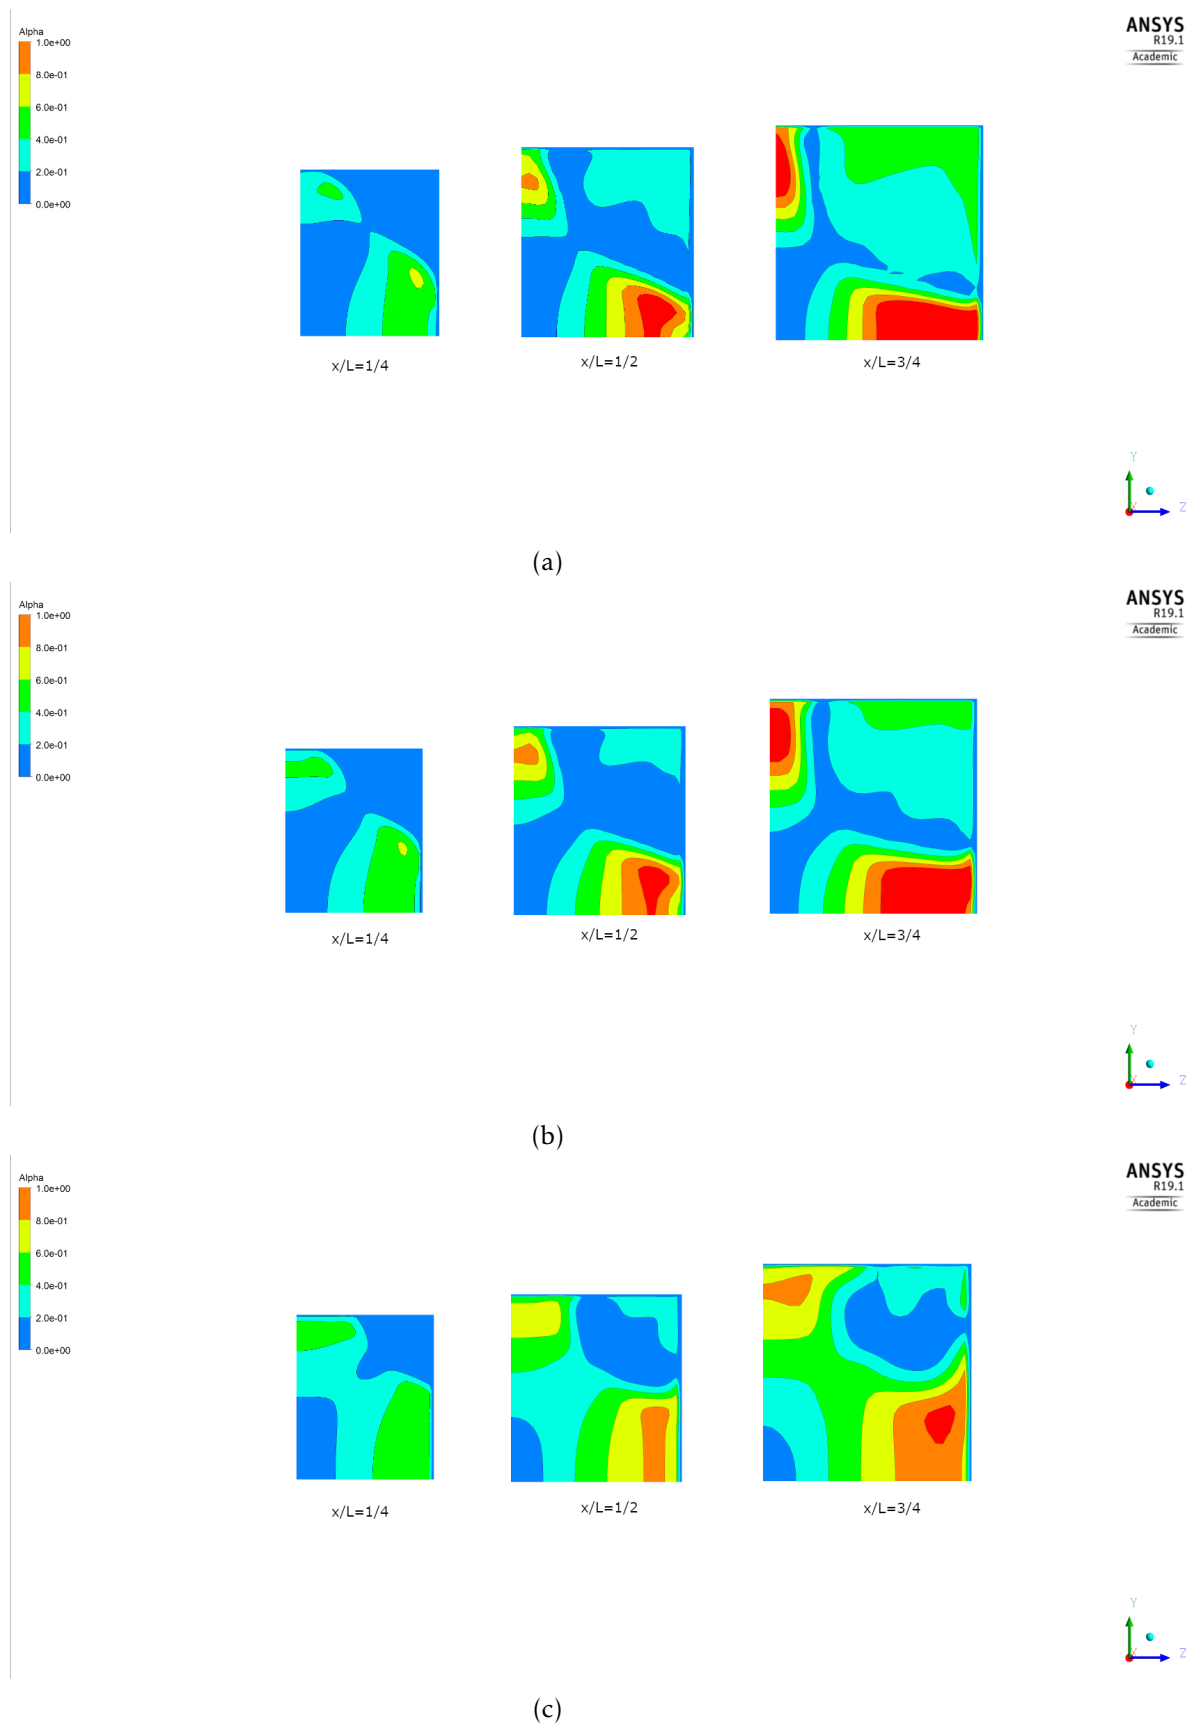 Alpha
1.0e+00
8.0e-01
6.0e-01
4.0e-01
2.0e-01
0.0e+00
ANSYS
R19.1
Academic
x/L=1/4
x/L=1/2
x/L=3/4
Y
X
Z
(a)
Alpha
1.0e+00
8.0e-01
6.0e-01
4.0e-01
2.0e-01
0.0e+00
ANSYS
R19.1
Academic
x/L=1/4
x/L=1/2
x/L=3/4
Y
X
Z
(b)
Alpha
1.0e+00
8.0e-01
6.0e-01
4.0e-01
2.0e-01
0.0e+00
ANSYS
R19.1
Academic
x/L=1/4
x/L=1/2
x/L=3/4
Y
X
Z
(c)